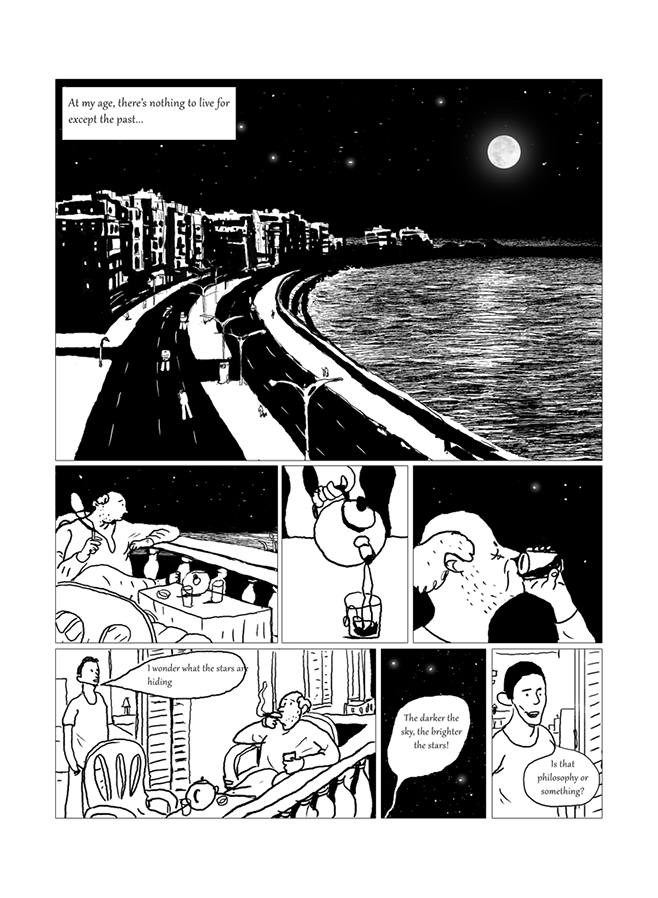 At my age, there's nothing to live for
except the past...
I wonder what the stars are
hiding
The darker the
sky, the brighter
the stars!
Is that
philosophy or
something?